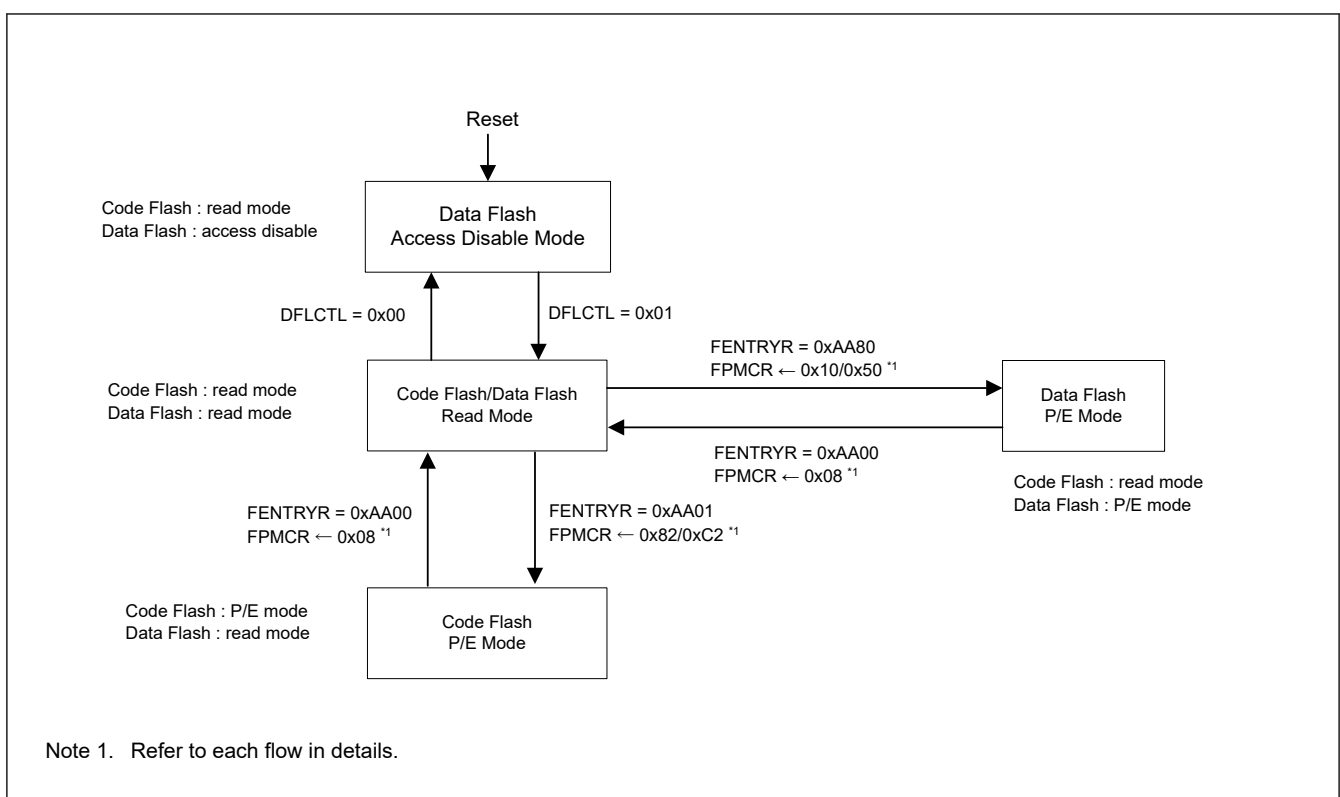 Reset
Code Flash : read mode
Data Flash : access disable
Data Flash
Access Disable Mode
DFLCTL = 0x00
DFLCTL = 0x01
FENTRYR = 0xAA80
FPMCR ← 0x10/0x50 *1
Code Flash : read mode
Data Flash : read mode
Code Flash/Data Flash
Read Mode
Data Flash
P/E Mode
FENTRYR = 0xAA00
FPMCR ← 0x08 *1
Code Flash : read mode
Data Flash : P/E mode
FENTRYR = 0xAA00
FPMCR ← 0x08 *1
FENTRYR = 0xAA01
FPMCR ← 0x82/0xC2 *1
Code Flash : P/E mode
Data Flash : read mode
Code Flash
P/E Mode
Note 1. Refer to each flow in details.